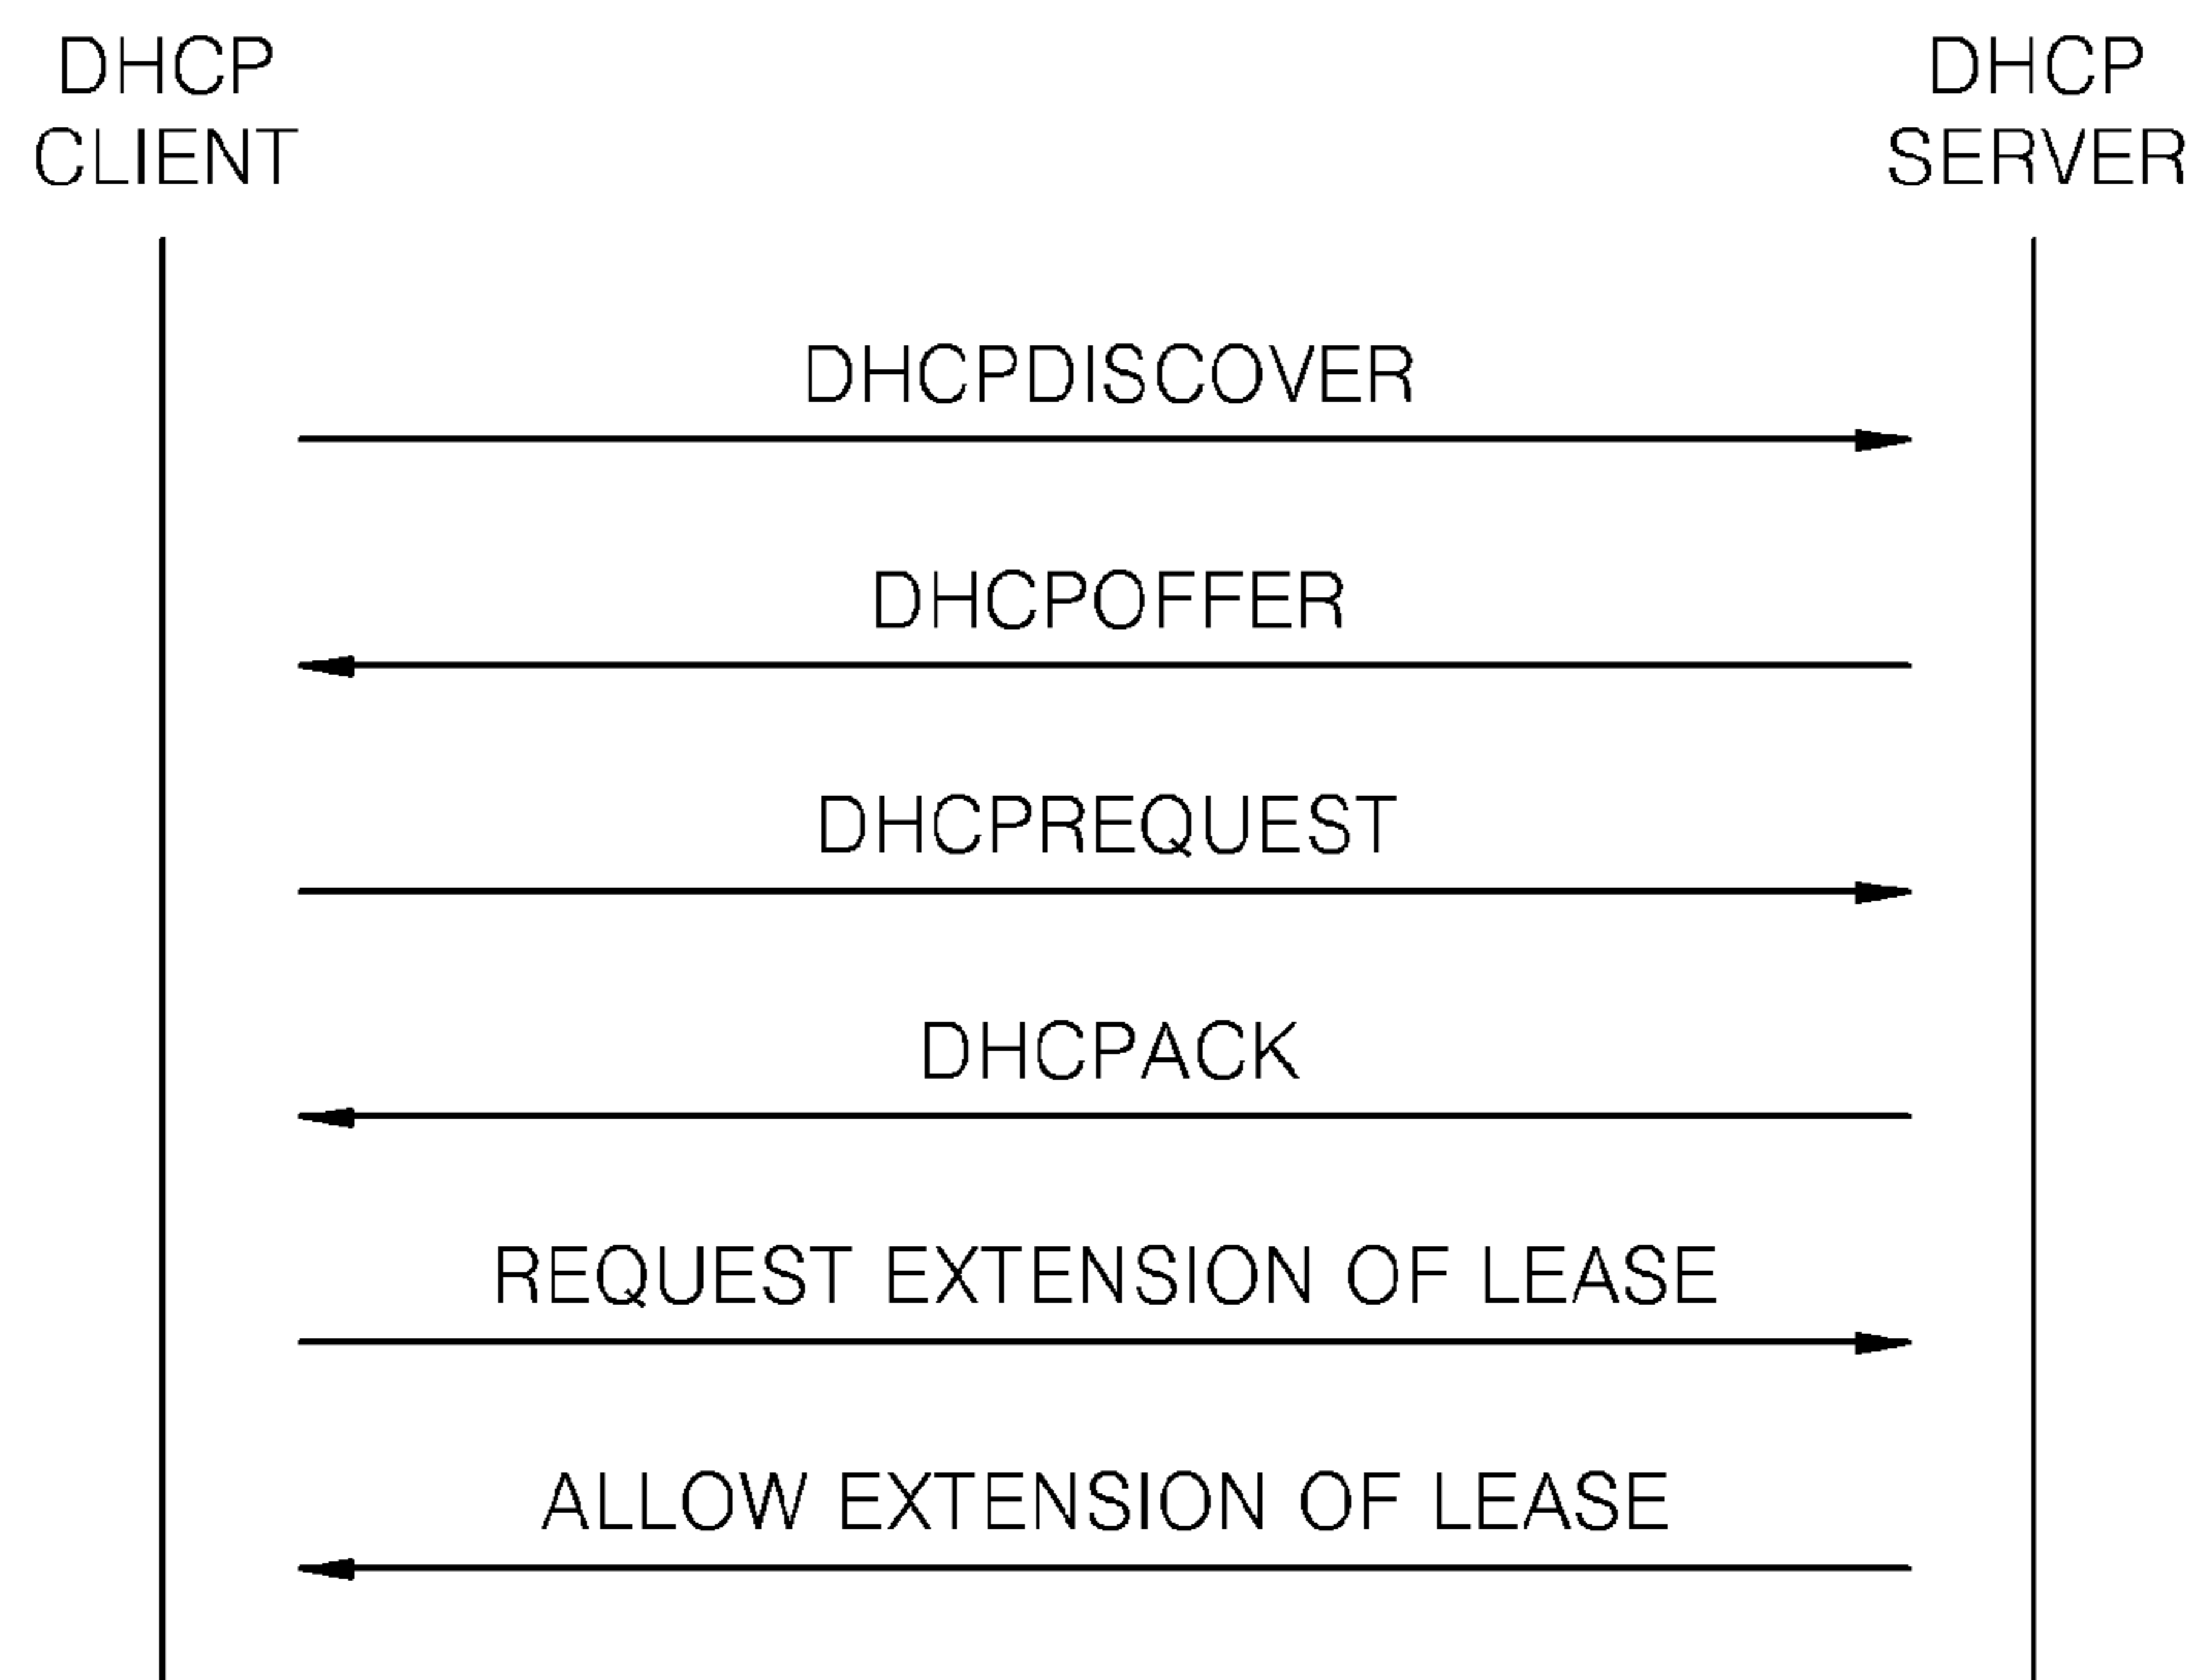 DHCP
CLIENT
DHCP
SERVER
DHCPDISCOVER
DHCPOFFER
DHCPREQUEST
DHCPACK
REQUEST EXTENSION OF LEASE
ALLOW EXTENSION OF LEASE